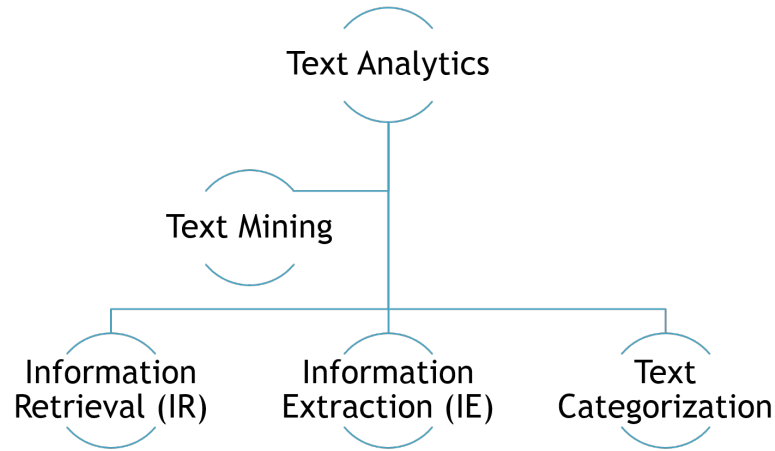 Text Analytics
Text Mining
Information
Retrieval (IR)
Information
Extraction (IE)
Text
Categorization